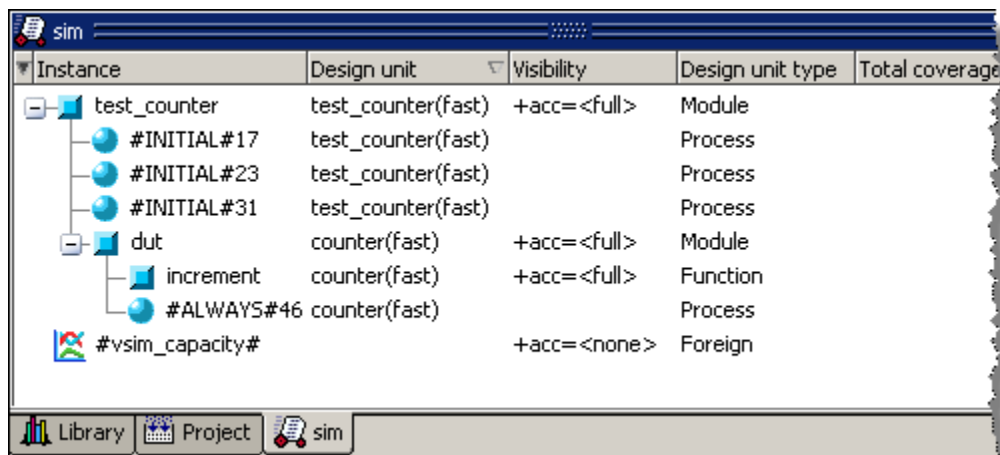 sim
Instance Design unit Visibility Design unit type Total coverage
test_counter test_counter(fast) +acc=<full> Module
#INITIAL#17 test_counter(fast) Process
#INITIAL#23 test_counter(fast) Process
#INITIAL#31 test_counter(fast) Process
dut counter(fast) +acc=<full> Module
increment counter(fast) +acc=<full> Function
#ALWAYS#46 counter(fast) Process
#vsim_capacity# +acc=<none> Foreign
Library Project sim